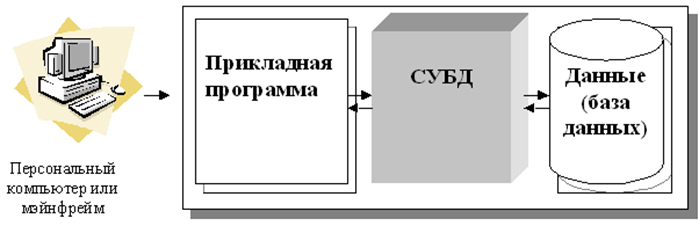 Прикладная
программа
СУБД
Данные
(база
данных)
Персональный
компьютер или
мэйнфрейм